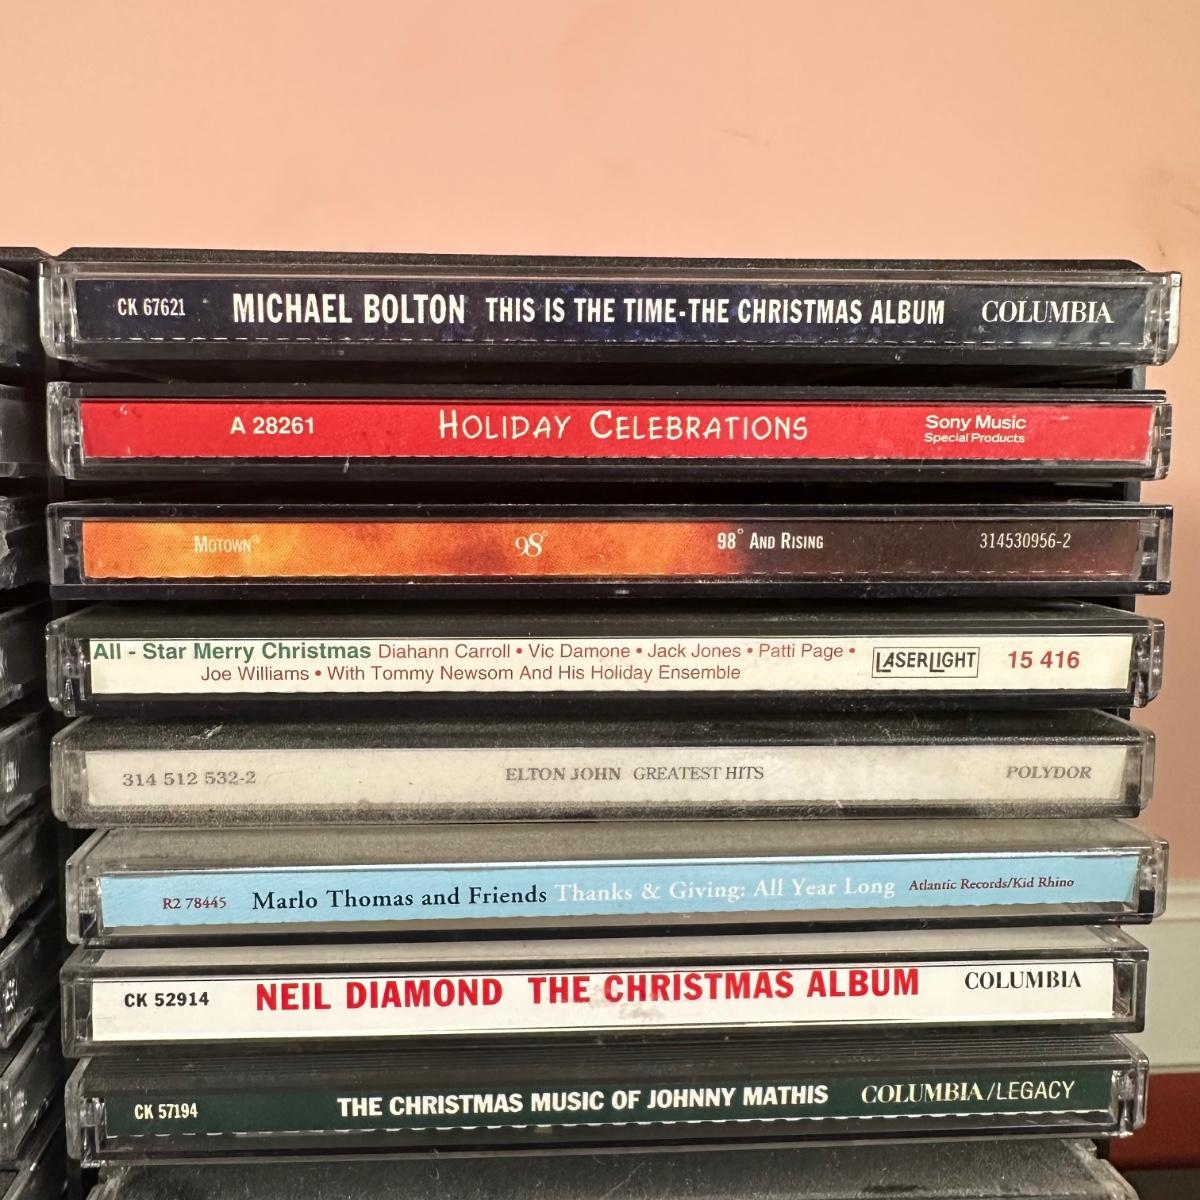 CK 67621 MICHAEL BOLTON THIS IS THE TIME-THE CHRISTMAS ALBUM COLUMBIA
A 28261 HOLIDAY CELEBRATIONS Sony Music
Special Products
MOTOWN® 98° 98° AND RISING 314530956-2
All - Star Merry Christmas Diahann Carroll • Vic Damone • Jack Jones • Patti Page •
Joe Williams • With Tommy Newsom And His Holiday Ensemble
LASERLIGHT 15 416
314 512 532-2 ELTON JOHN GREATEST HITS POLYDOR
R2 78445 Marlo Thomas and Friends Thanks & Giving: All Year Long Atlantic Records/Kid Rhino
CK 52914 NEIL DIAMOND THE CHRISTMAS ALBUM COLUMBIA
CK 57194 THE CHRISTMAS MUSIC OF JOHNNY MATHIS COLUMBIA/LEGACY